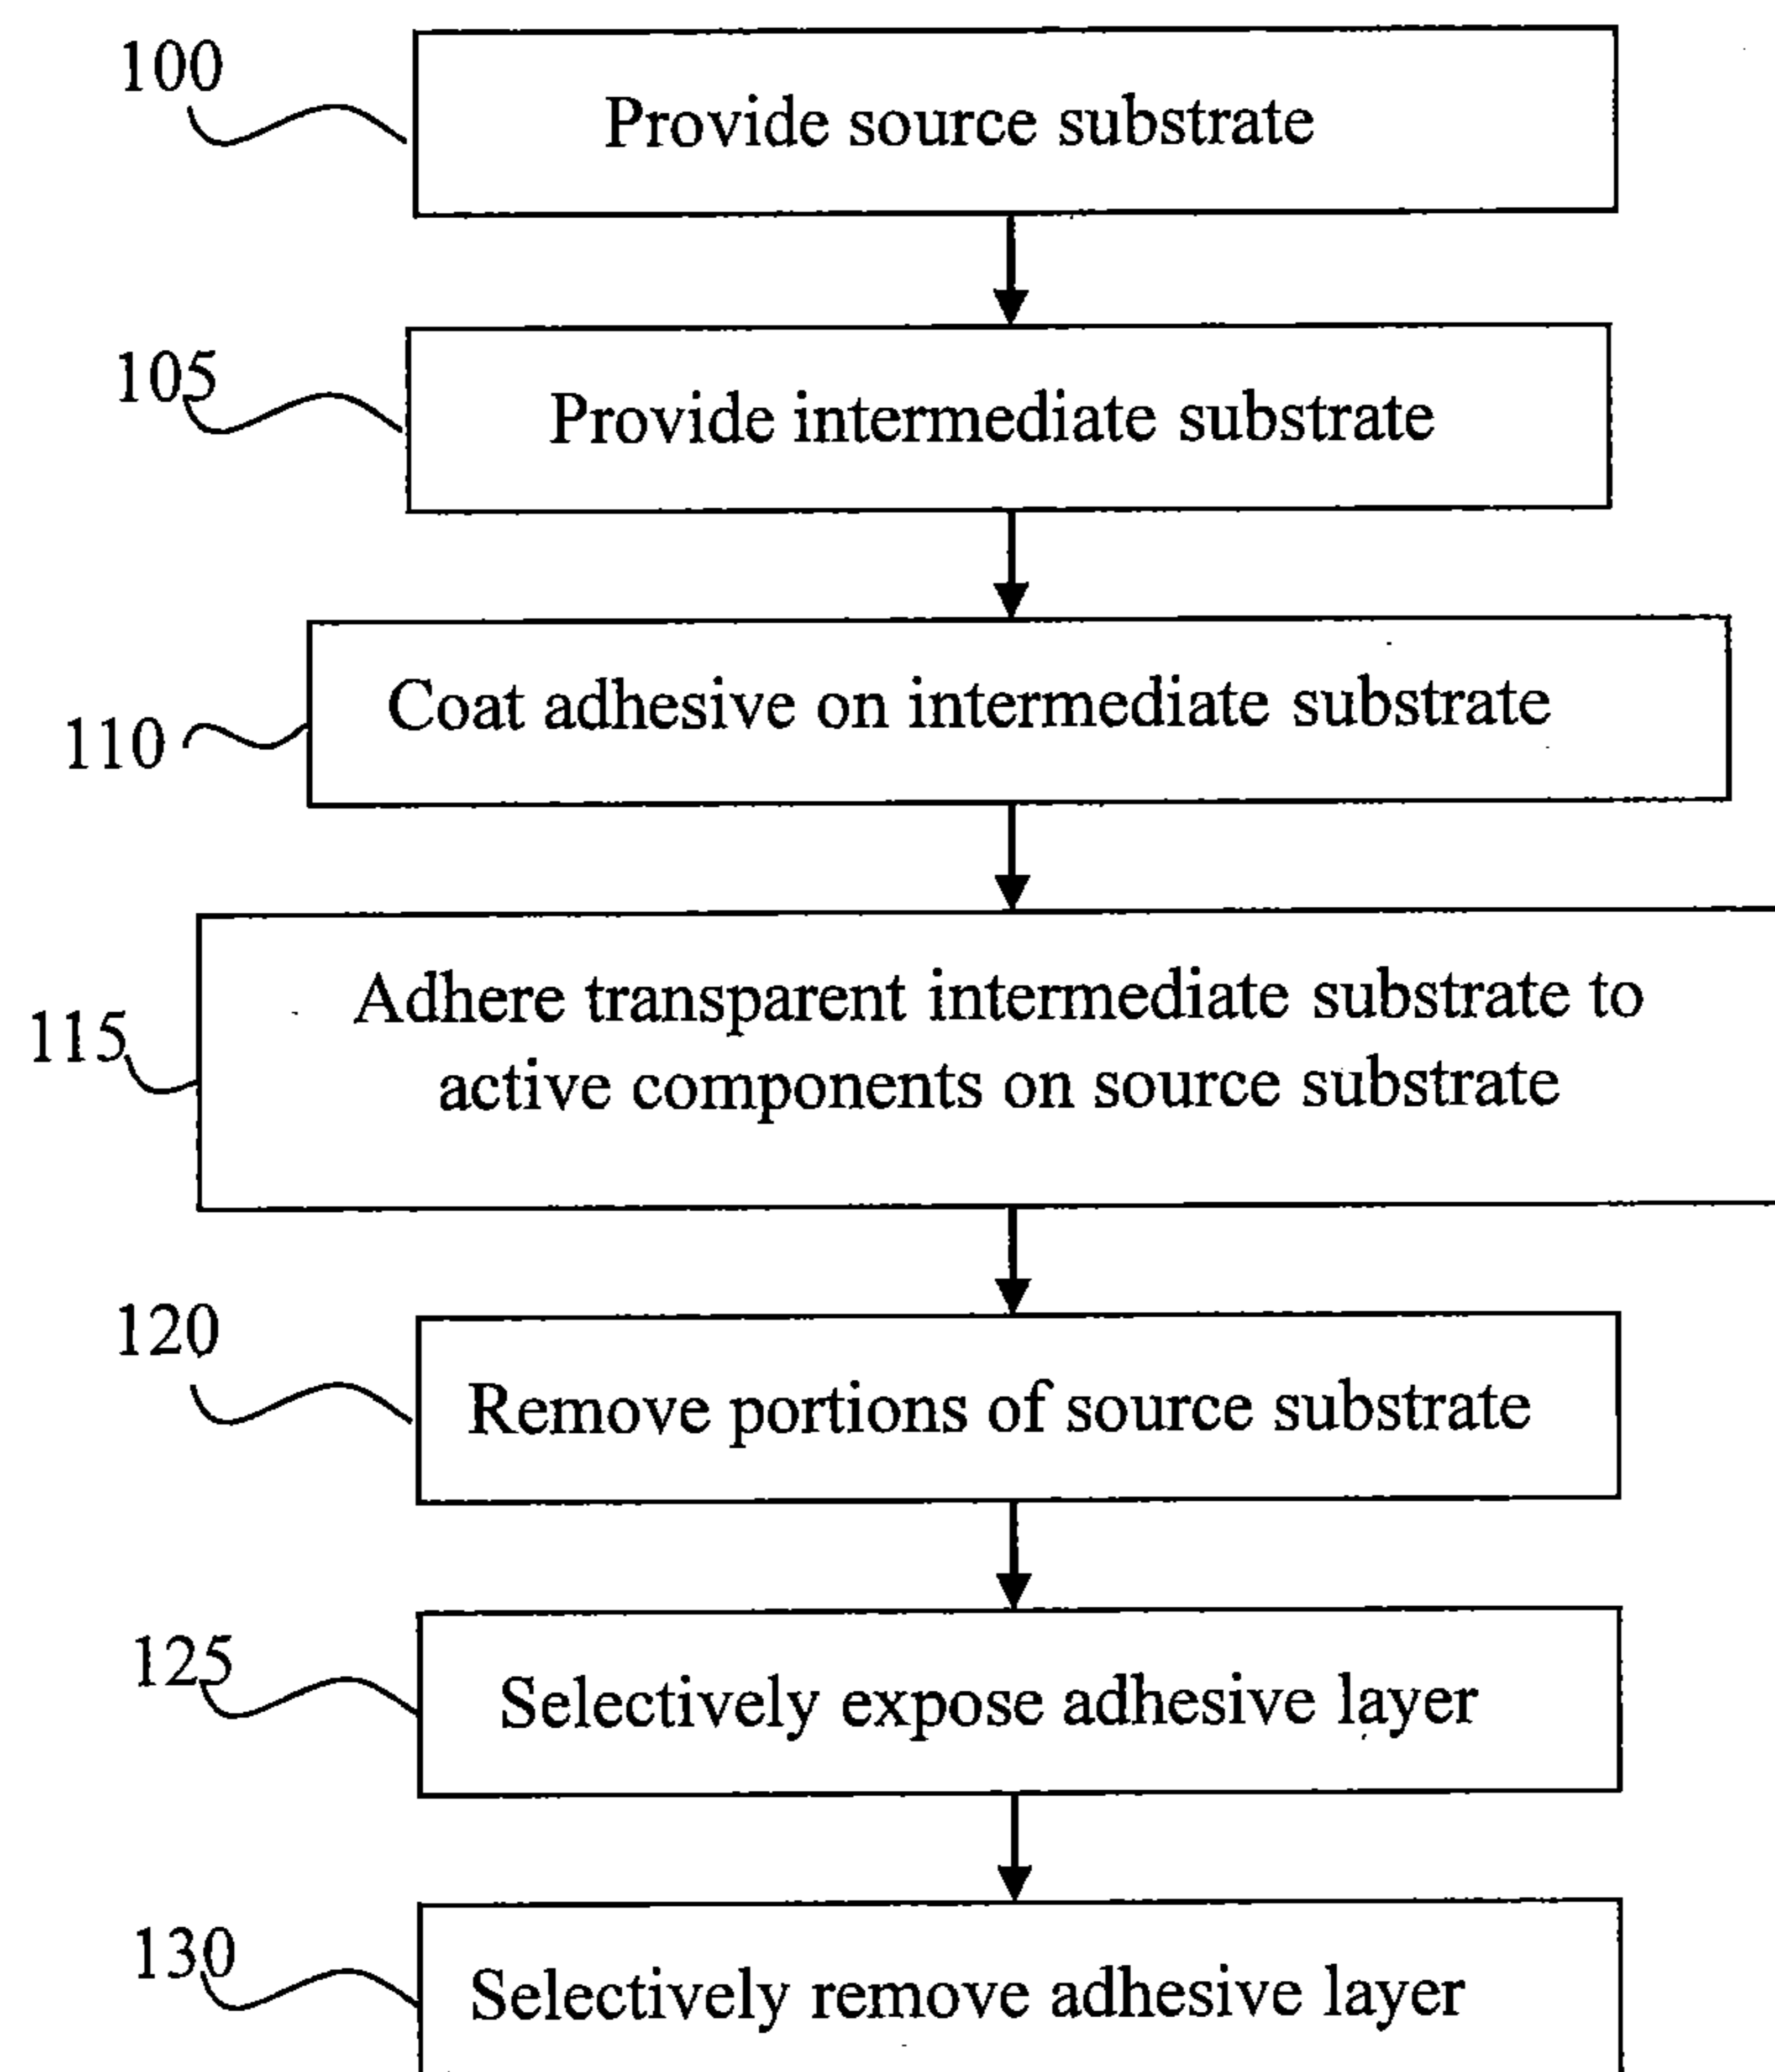 100
Provide source substrate
105
Provide intermediate substrate
110
Coat adhesive on intermediate substrate
115
Adhere transparent intermediate substrate to
active components on source substrate
120
Remove portions of source substrate
125
Selectively expose adhesive layer
130
Selectively remove adhesive layer